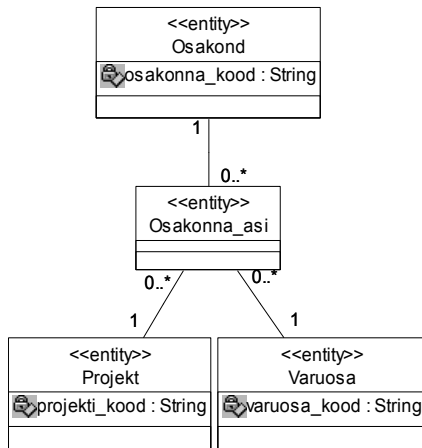 <<entity>>
Osakond
osakonna_kood : String
1
0..*
<<entity>>
Osakonna_asi
0..*
0..*
1
1
<<entity>>
Projekt
projekti_kood : String
<<entity>>
Varuosa
varuosa_kood : String